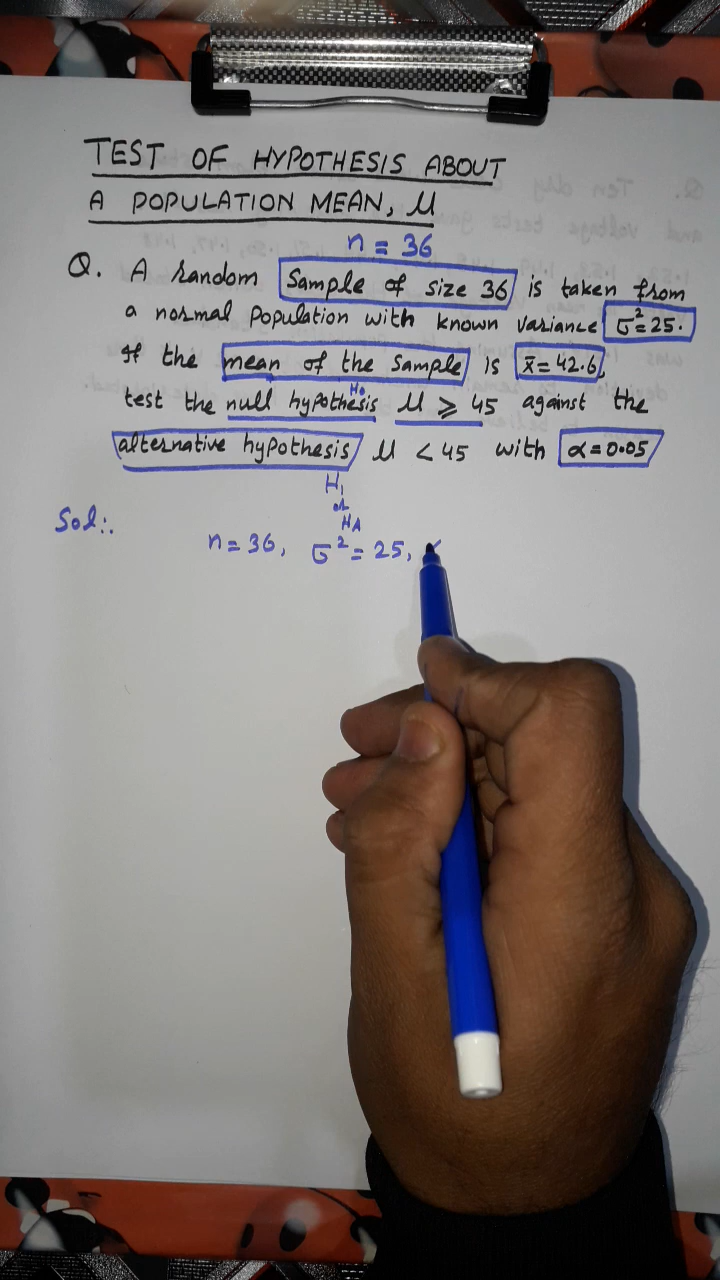 TEST OF HYPOTHESIS ABOUT
A POPULATION MEAN, μ
n = 36
Q. A random Sample of size 36 is taken from
a normal population with known variance σ² = 25.
If the mean of the Sample is x̄ = 42.6,
H₀
test the null hypothesis μ ⩾ 45 against the
alternative hypothesis μ < 45 with α = 0.05
H₁
or
HA
Sol:.
n = 36, σ² = 25,